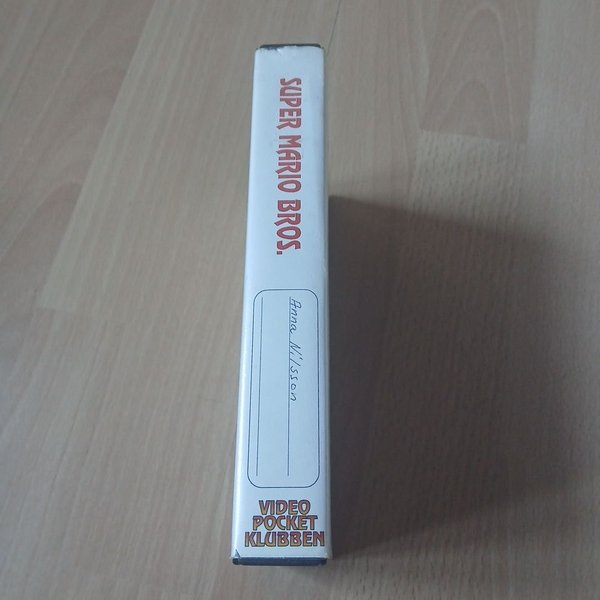 SUPER MARIO BROS.
Anna Nilsson
VIDEO
POCKET
KLUBBEN